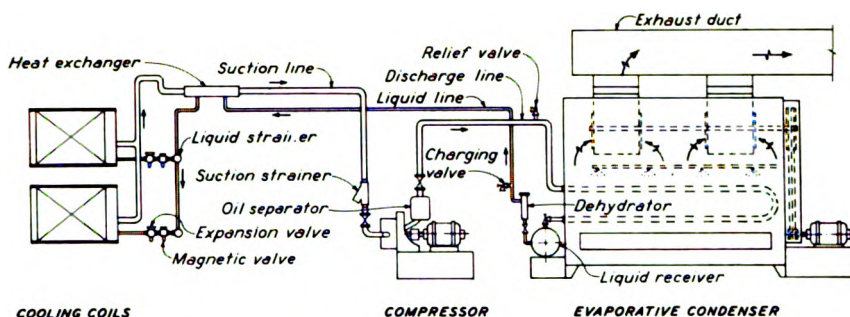 Exhaust duct
Relief valve
Heat exchanger
Suction line
Discharge line
Liquid line
Liquid strainer
Charging
valve
Suction strainer
Oil separator
Dehydrator
Expansion valve
Magnetic valve
Liquid receiver
COOLING COILS
COMPRESSOR
EVAPORATIVE CONDENSER